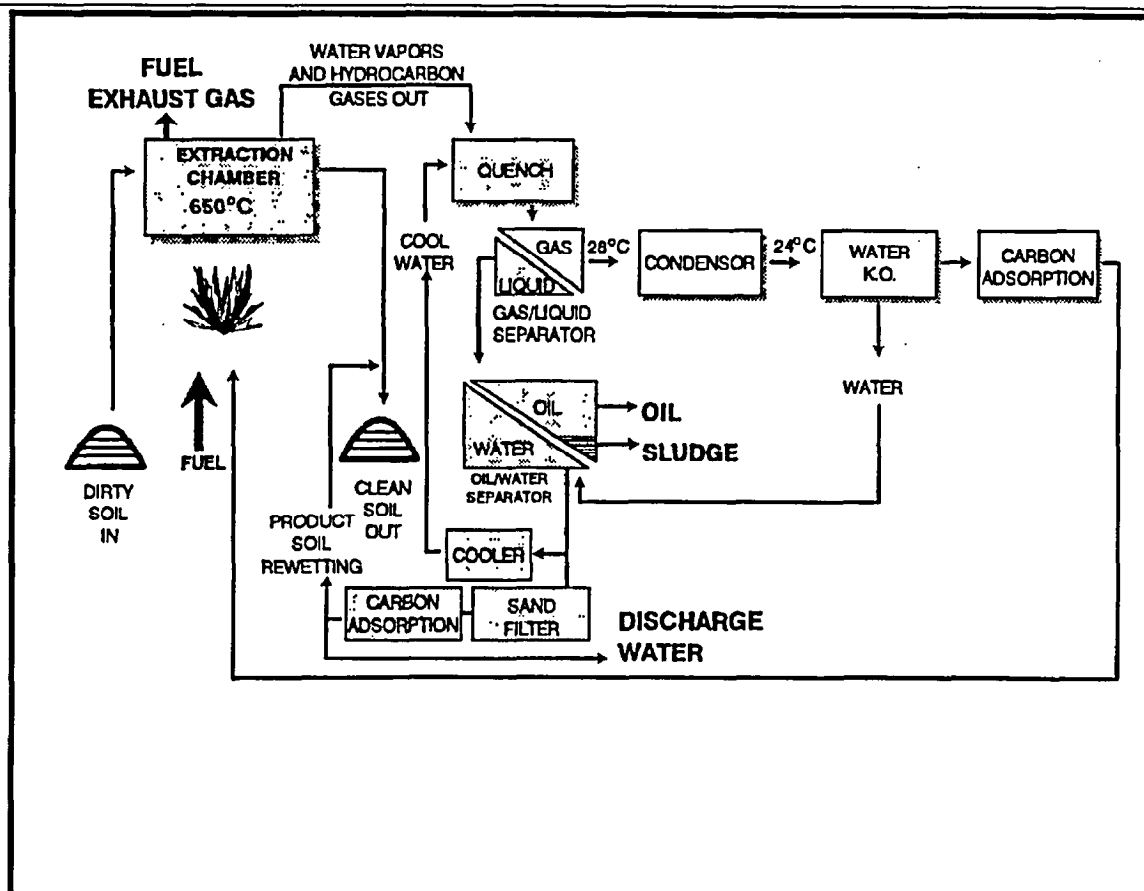 WATER VAPORS
AND HYDROCARBON
GASES OUT
FUEL
EXHAUST GAS
EXTRACTION
CHAMBER
650°C
QUENCH
COOL
WATER
GAS
LIQUID
GAS/LIQUID
SEPARATOR
28°C
CONDENSOR
24°C
WATER
K.O.
CARBON
ADSORPTION
WATER
OIL
WATER
OIL/WATER
SEPARATOR
OIL
SLUDGE
FUEL
DIRTY
SOIL
IN
CLEAN
SOIL
OUT
PRODUCT
SOIL
REWETTING
COOLER
CARBON
ADSORPTION
SAND
FILTER
DISCHARGE
WATER